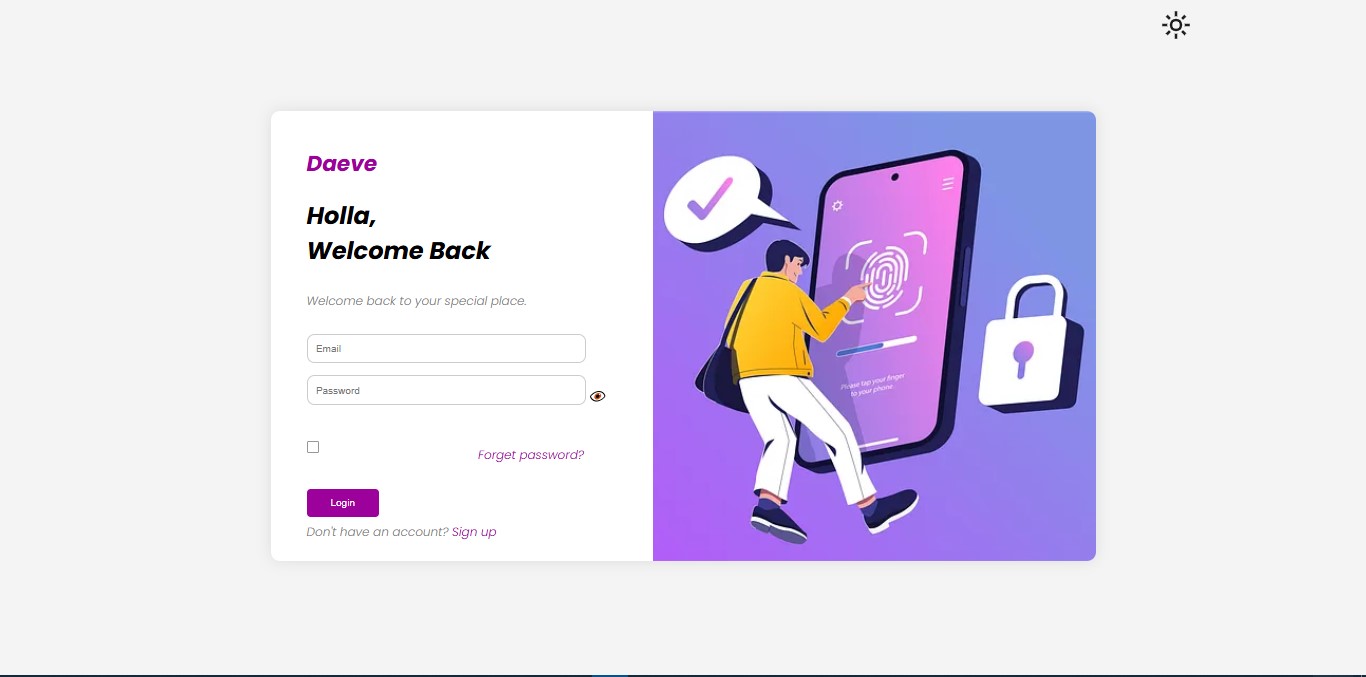 Daeve
Holla,
Welcome Back
Welcome back to your special place.
Email
Password
Forget password?
Login
Don't have an account? Sign up
Please tap your finger
to your phone